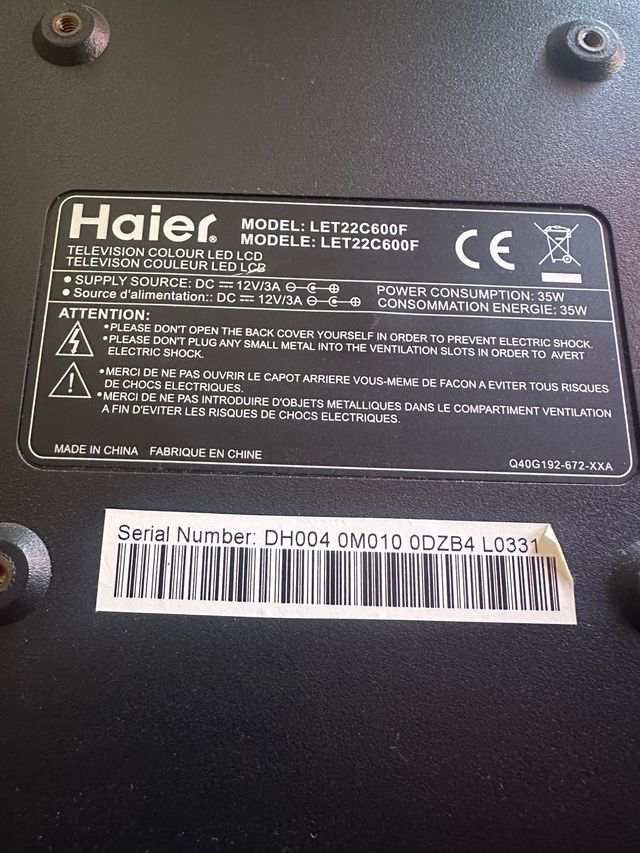 Haier
MODEL: LET22C600F
MODELE: LET22C600F
TELEVISION COLOUR LED LCD
TELEVISON COULEUR LED LCB
• SUPPLY SOURCE: DC 12V/3A
• Source d'alimentation:: DC 12V/3A
POWER CONSUMPTION: 35W
CONSOMMATION ENERGIE: 35W
CE
ATTENTION:
•PLEASE DON'T OPEN THE BACK COVER YOURSELF IN ORDER TO PREVENT ELECTRIC SHOCK.
•PLEASE DON'T PLUG ANY SMALL METAL INTO THE VENTILATION SLOTS IN ORDER TO AVERT
ELECTRIC SHOCK.
•MERCI DE NE PAS OUVRIR LE CAPOT ARRIERE VOUS-MEME DE FACON A EVITER TOUS RISQUES
DE CHOCS ELECTRIQUES.
•MERCI DE NE PAS INTRODUIRE D'OBJETS METALLIQUES DANS LE COMPARTIMENT VENTILATION
A FIN D'EVITER LES RISQUES DE CHOCS ELECTRIQUES.
MADE IN CHINA FABRIQUE EN CHINE
Q40G192-672-XXA
Serial Number: DH004 0M010 0DZB4 L0331